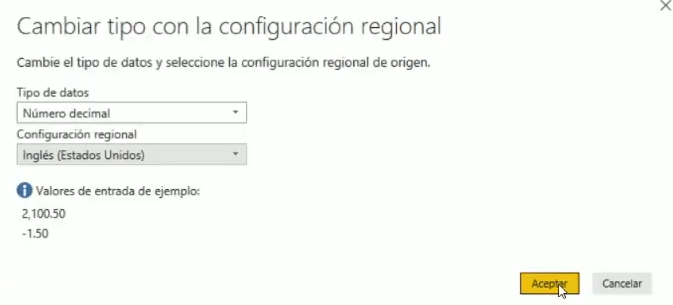 Cambiar tipo con la configuración regional
Cambie el tipo de datos y seleccione la configuración regional de origen.
Tipo de datos
Número decimal
Configuración regional
Inglés (Estados Unidos)
Valores de entrada de ejemplo:
2,100.50
-1.50
Aceptar Cancelar